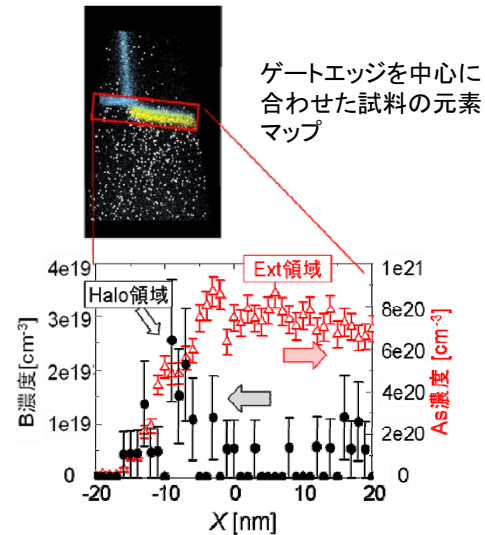 ゲートエッジを中心に
合わせた試料の元素
マップ
4e19
3e19
2e19
1e19
0
B濃度[cm-3]
Halo領域
Ext領域
1e21
8e20
6e20
4e20
2e20
0
As濃度[cm-3]
-20
-10
0
10
20
X [nm]